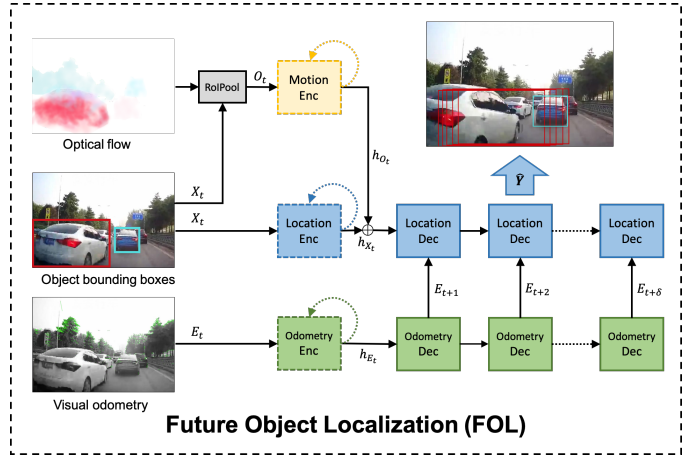 Optical flow
RoIPool
O_t
Motion
Enc
h_{O_t}
X_t
X_t
Object bounding boxes
Location
Enc
h_{X_t}
Location
Dec
Location
Dec
Location
Dec
Ŷ
E_{t+1}
E_{t+2}
E_{t+δ}
Visual odometry
E_t
Odometry
Enc
h_{E_t}
Odometry
Dec
Odometry
Dec
Odometry
Dec
Future Object Localization (FOL)